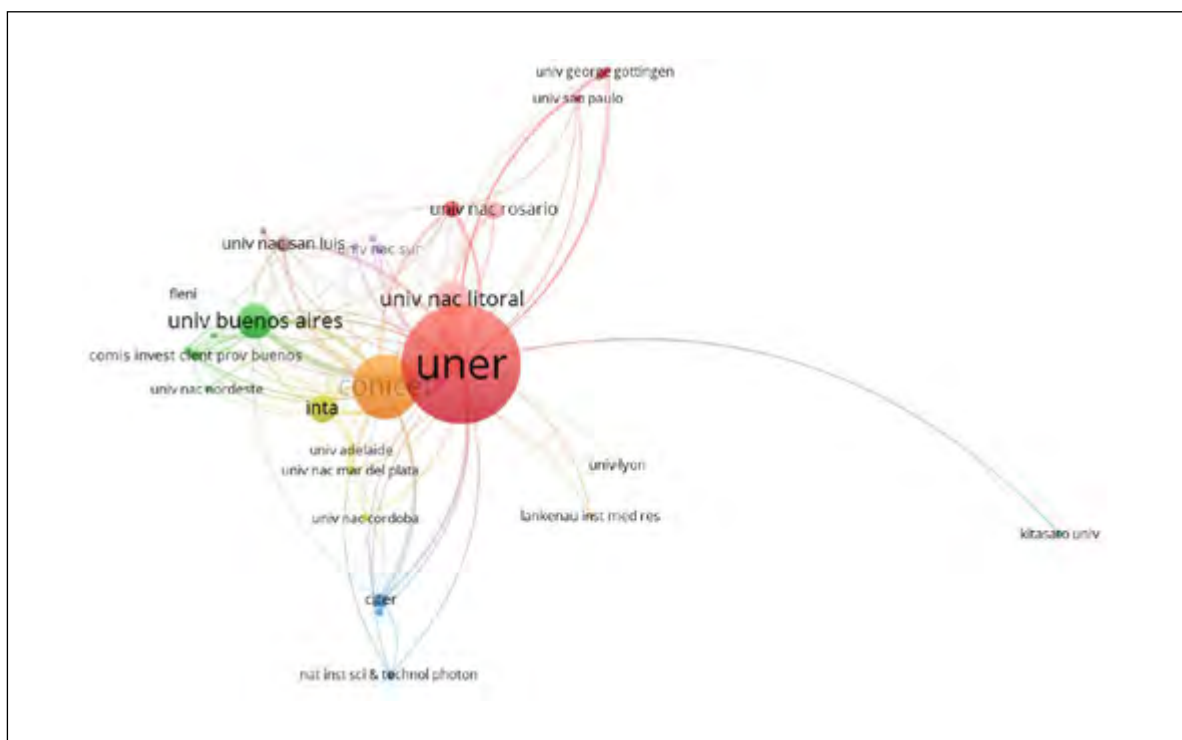 univ george gottingen
univ sao paulo
univ nac rosario
univ nac san luis
univ nac sur
univ nac litoral
fleni
univ buenos aires
comis invest cient prov buenos
uner
conicet
univ nac nordeste
inta
univ adelaide
univ nac mar del plata
univ lyon
univ nac cordoba
lankenau inst med res
kitasato univ
nat inst sci & technol photon